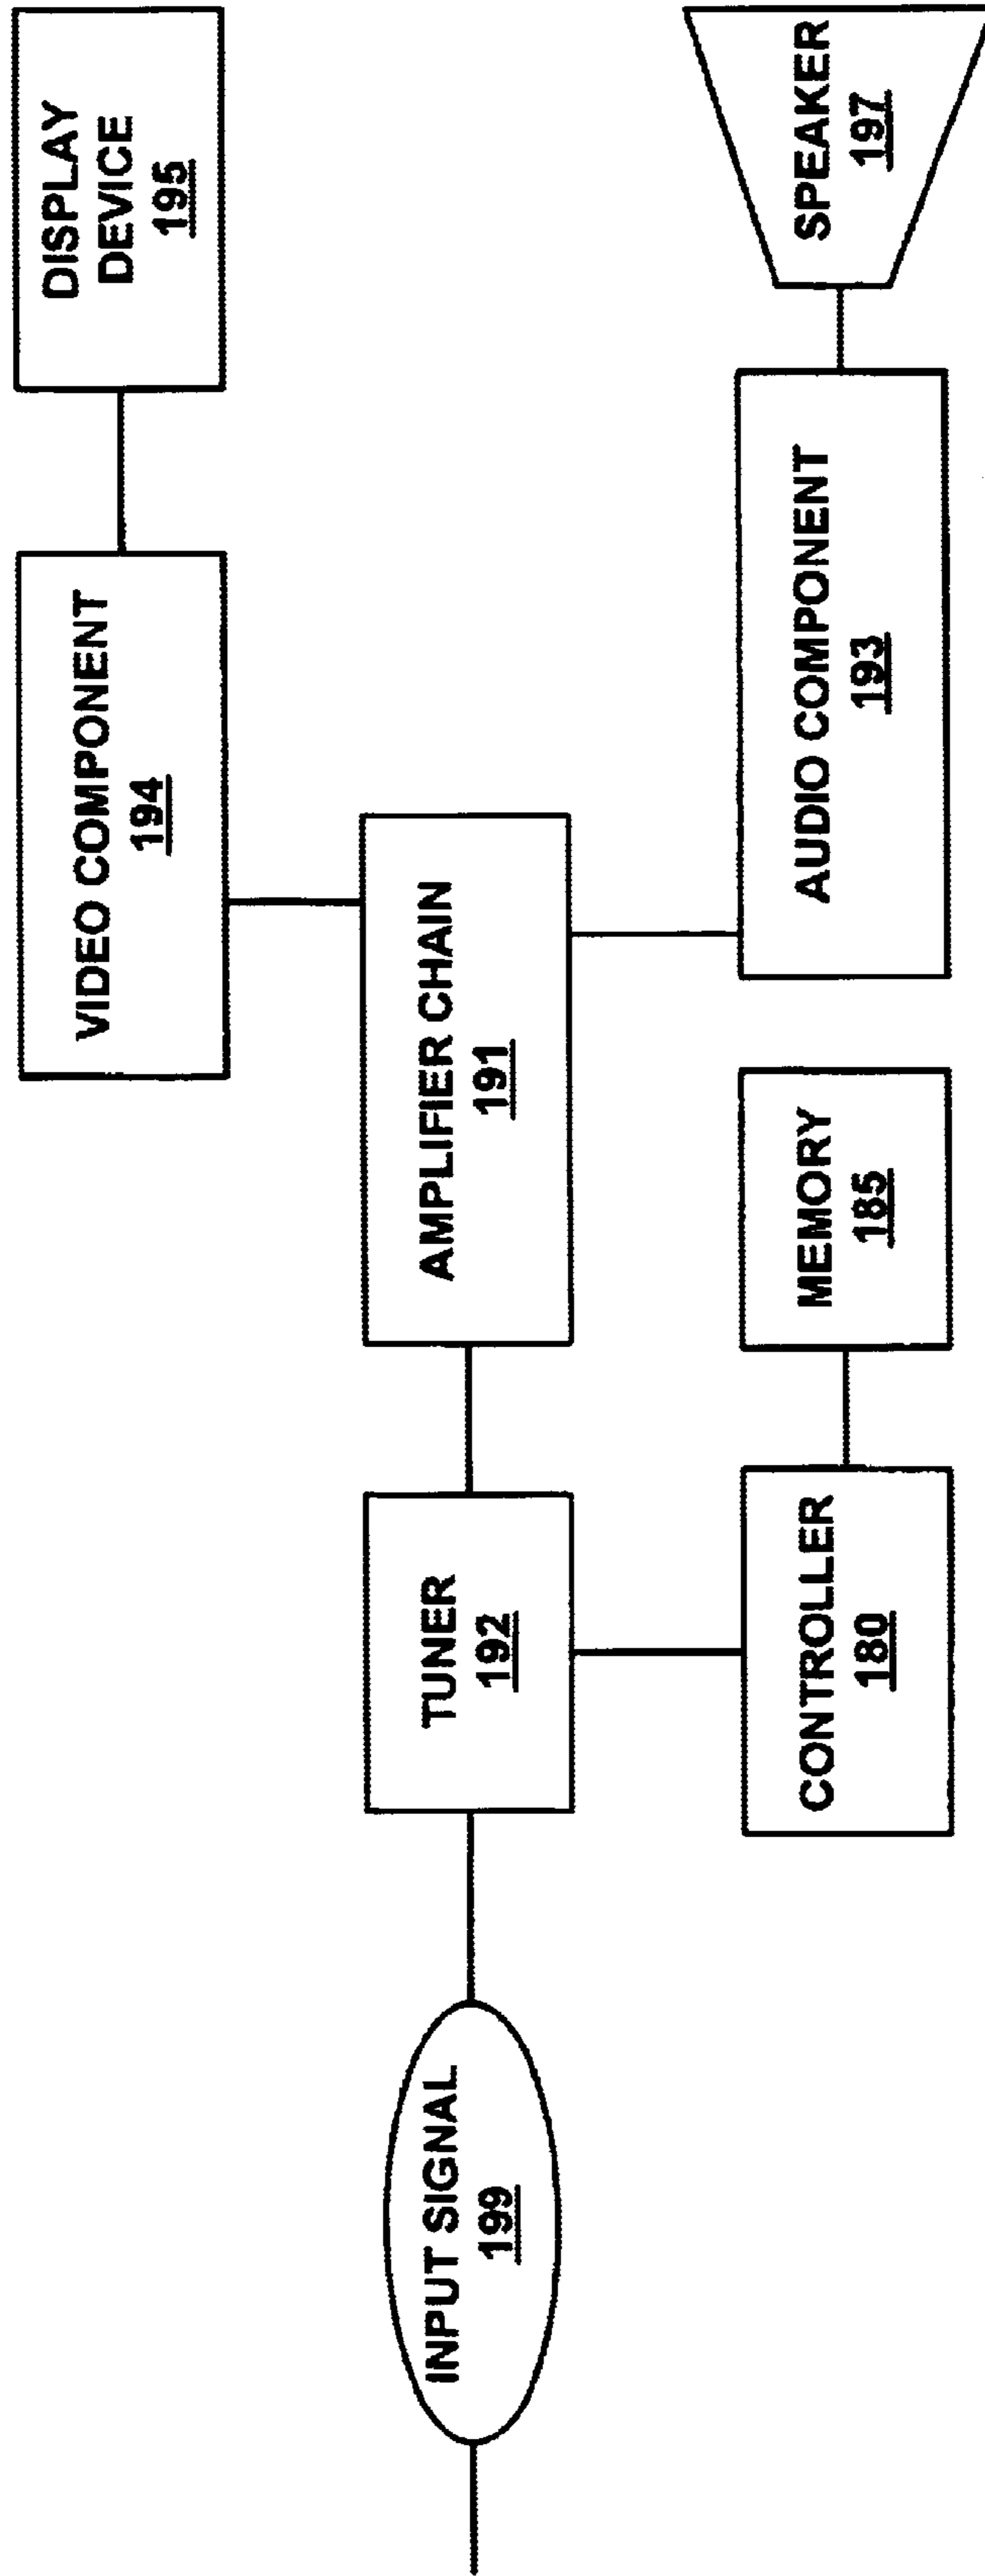 DISPLAY
DEVICE
195
VIDEO COMPONENT
194
INPUT SIGNAL
199
TUNER
192
AMPLIFIER CHAIN
191
CONTROLLER
180
MEMORY
185
AUDIO COMPONENT
193
SPEAKER
197